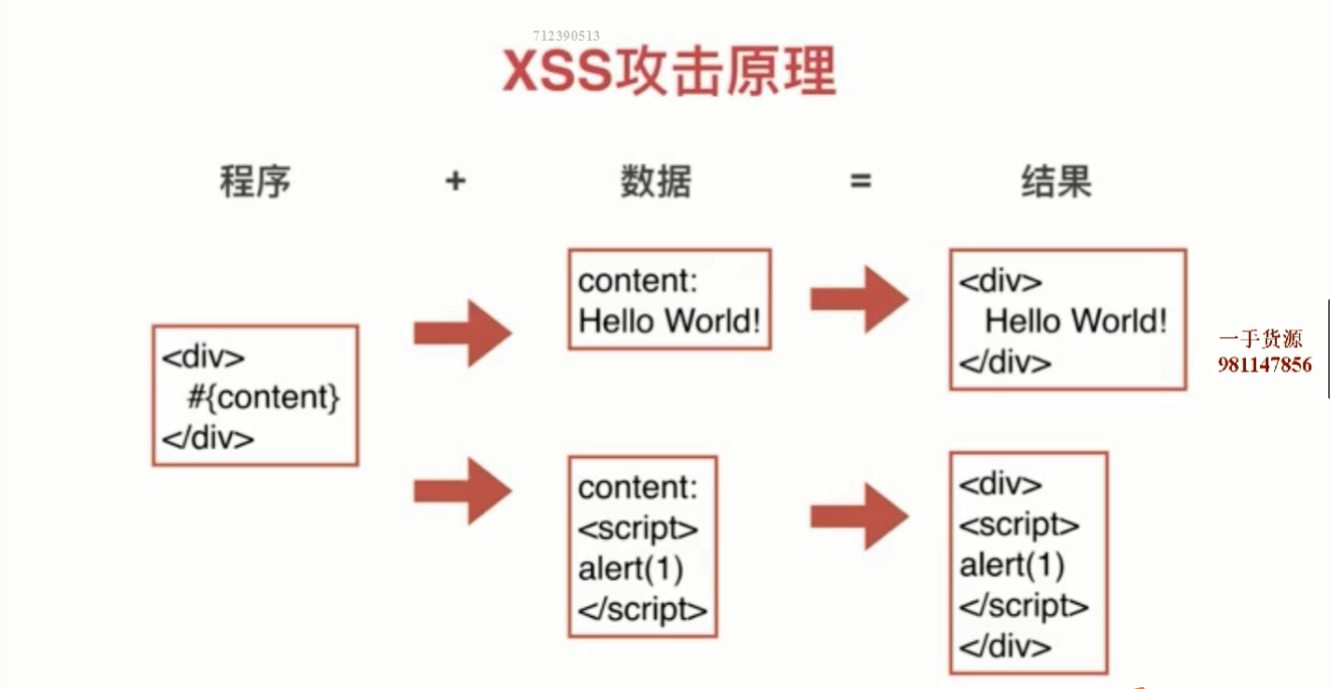 712390513
XSS攻击原理
程序 + 数据 = 结果
<div>
#{content}
</div>
content:
Hello World!
<div>
Hello World!
</div>
content:
<script>
alert(1)
</script>
<div>
<script>
alert(1)
</script>
</div>
一手货源
981147856